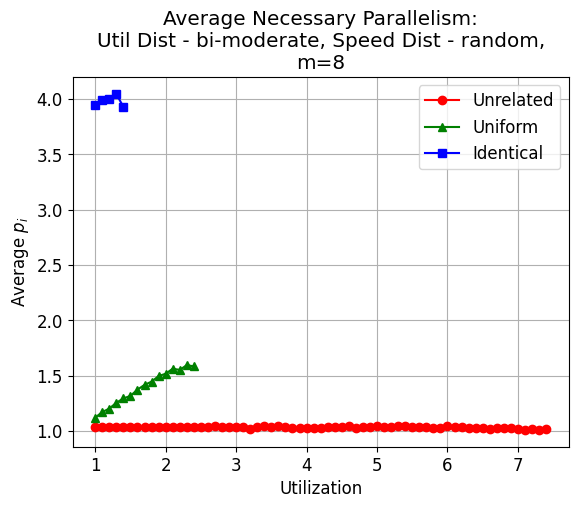 Average Necessary Parallelism:
Util Dist - bi-moderate, Speed Dist - random,
m=8
Unrelated
Uniform
Identical
Average p_i
4.0
3.5
3.0
2.5
2.0
1.5
1.0
1 2 3 4 5 6 7
Utilization